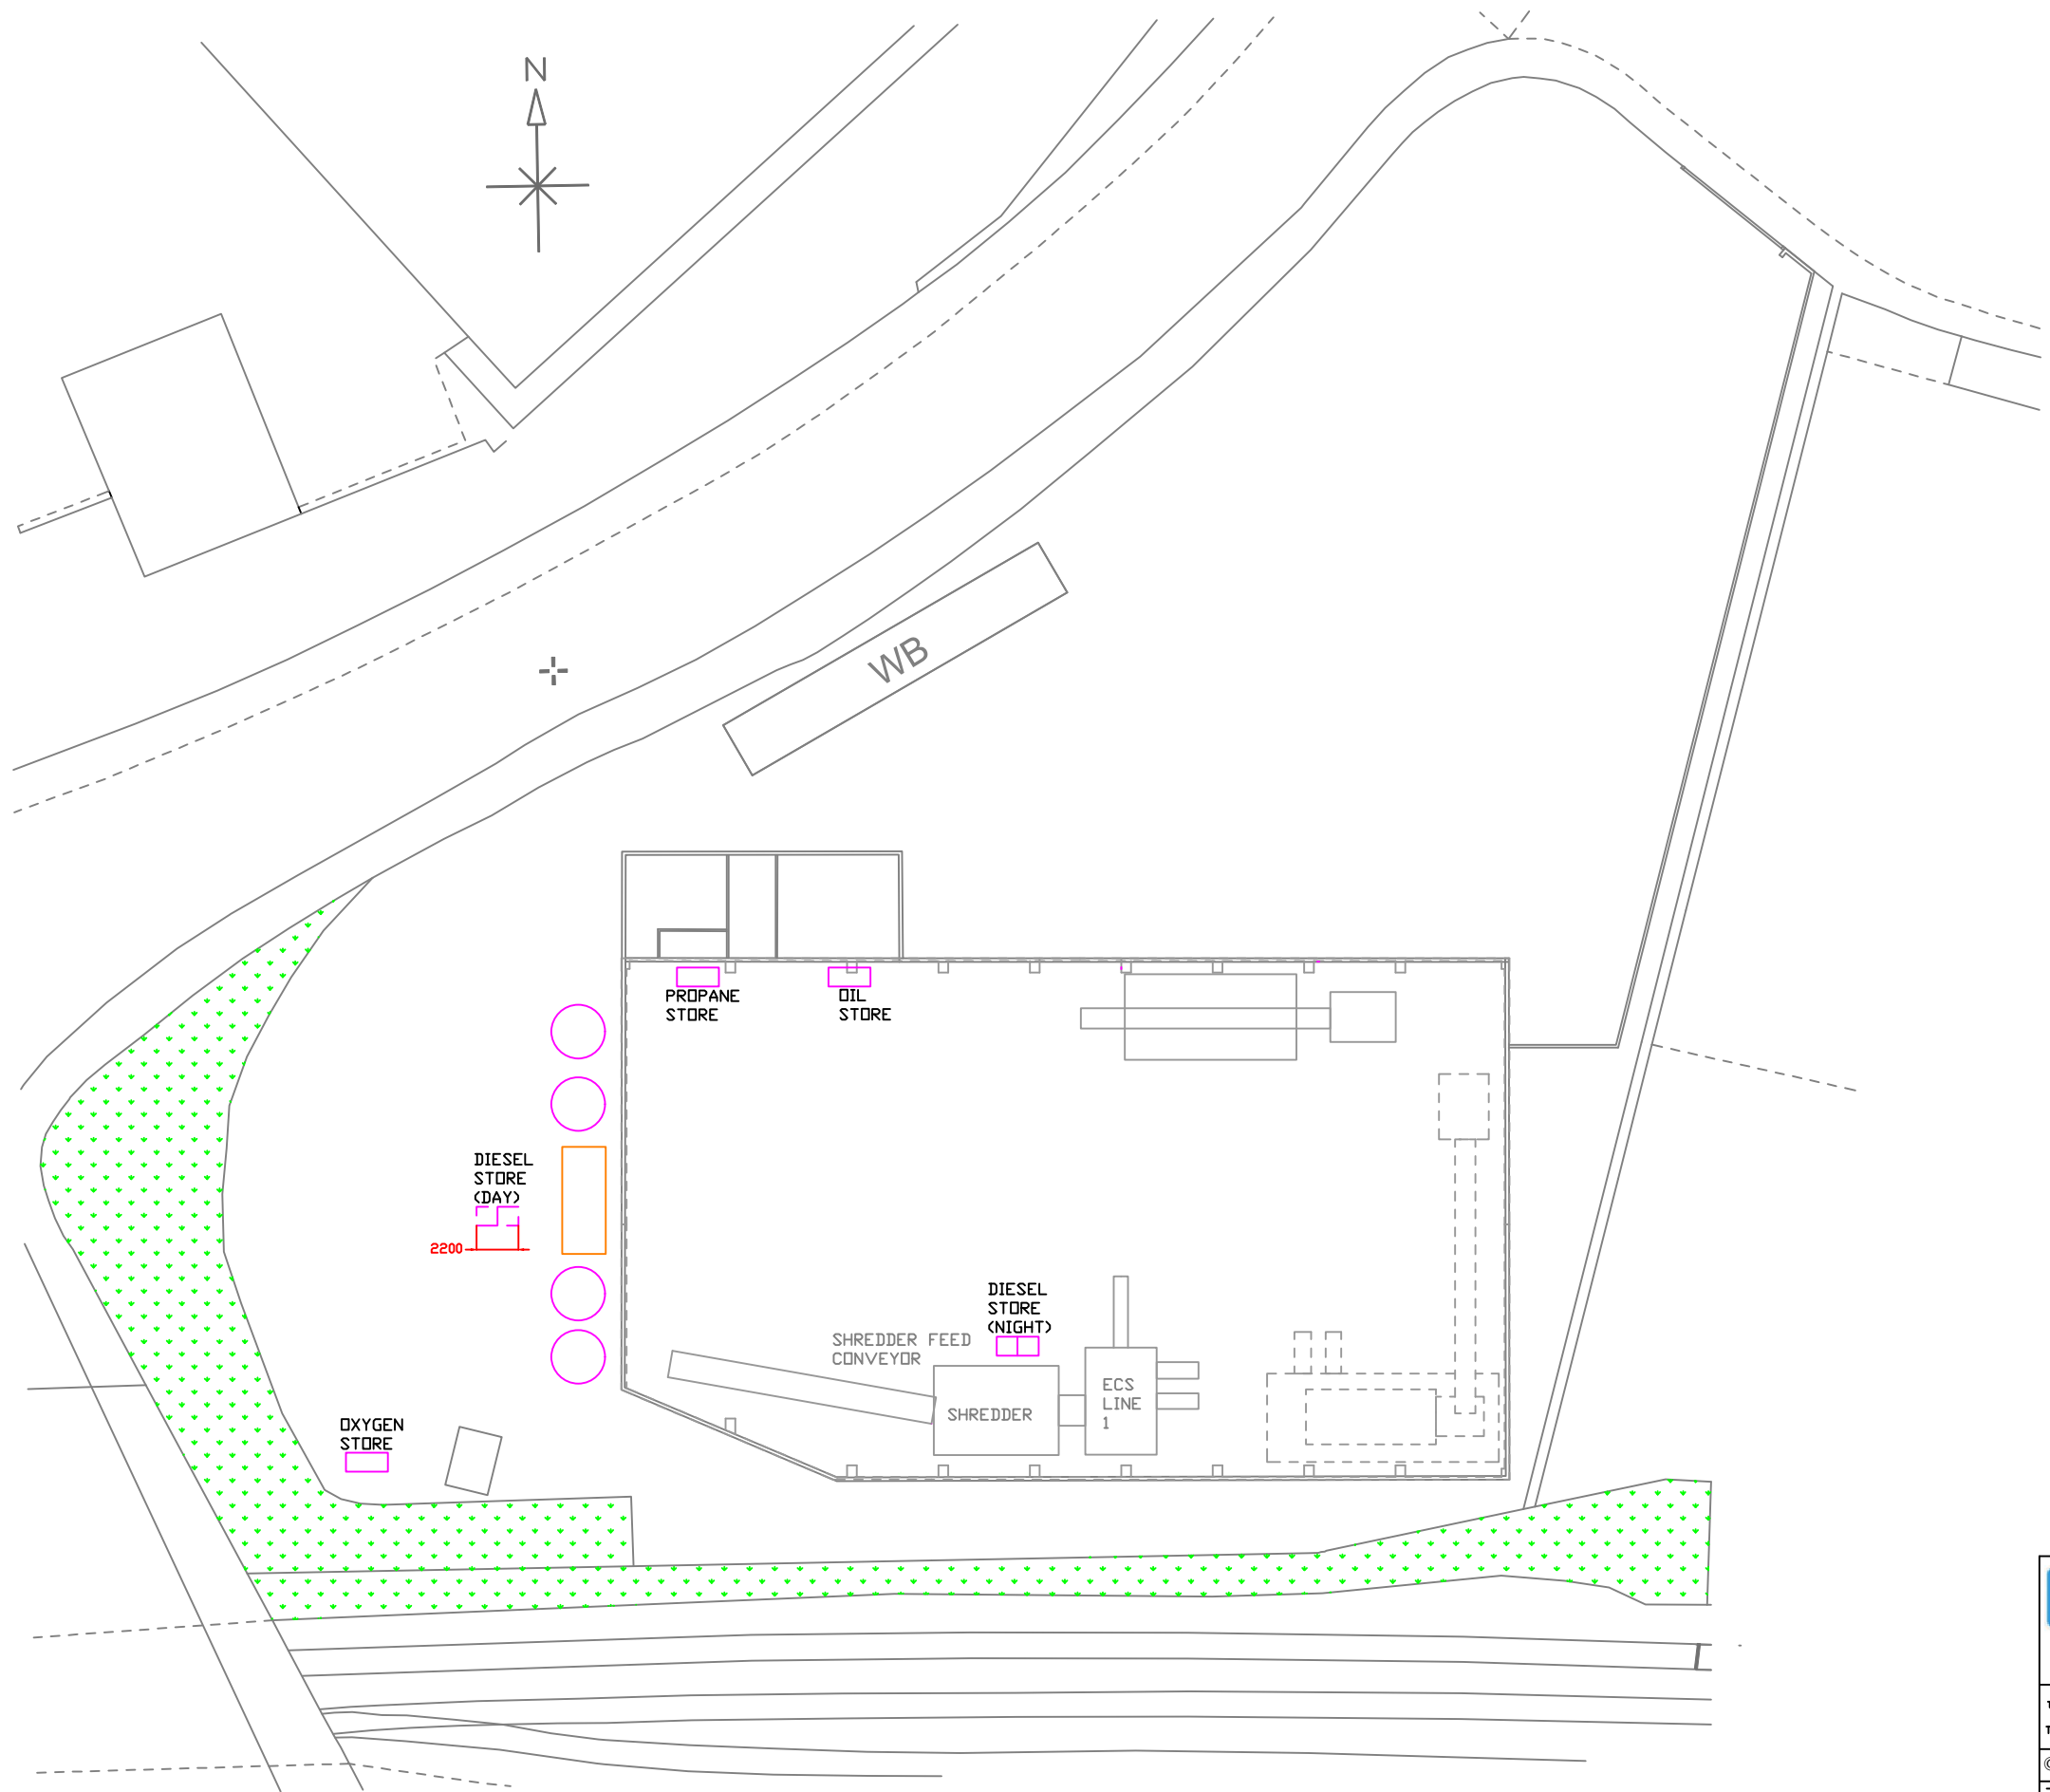 N
WB
PROPANE
STORE
OIL
STORE
DIESEL
STORE
(DAY)
2200
DIESEL
STORE
(NIGHT)
SHREDDER FEED
CONVEYOR
ECS
LINE
1
SHREDDER
OXYGEN
STORE
©